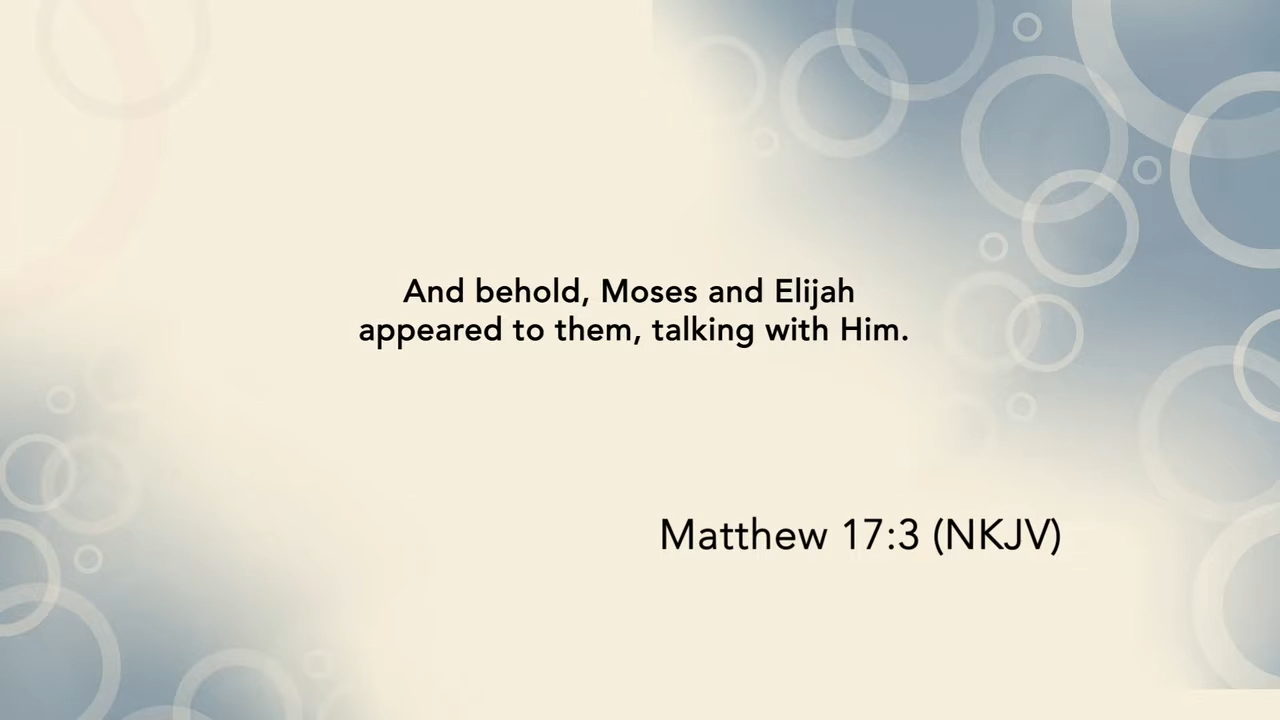 And behold, Moses and Elijah
appeared to them, talking with Him.
Matthew 17:3 (NKJV)